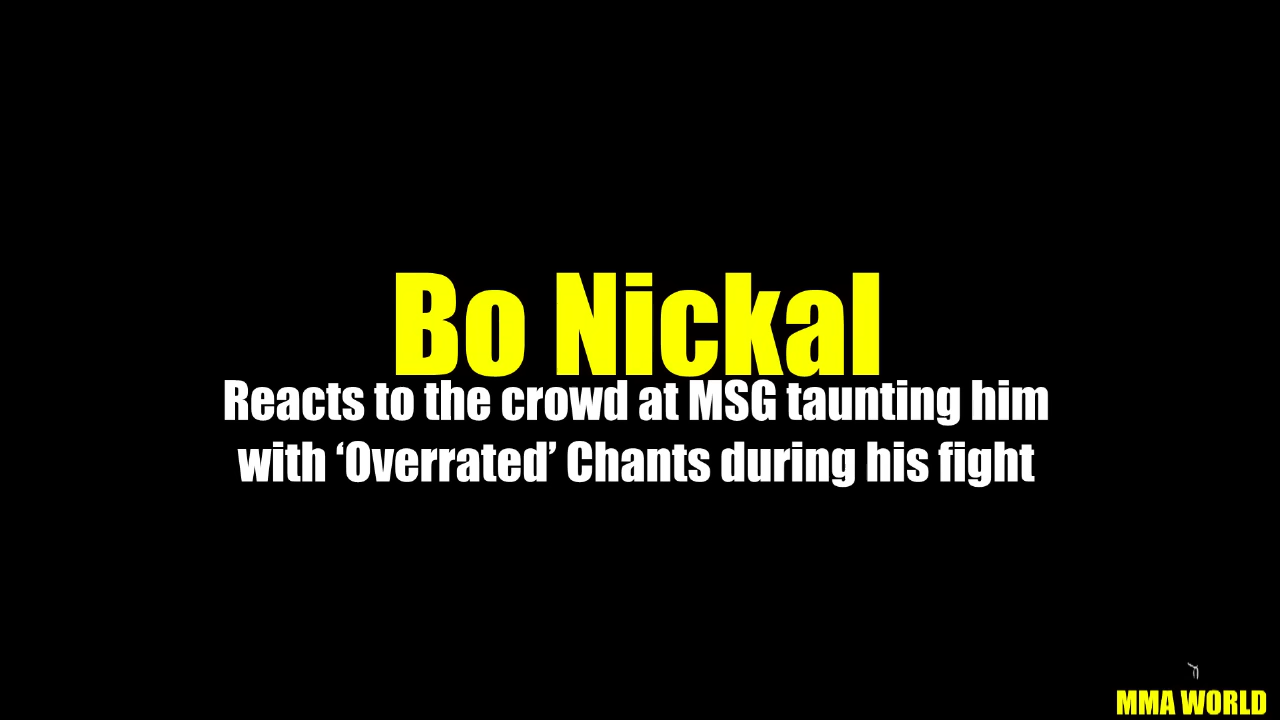 Bo Nickal
Reacts to the crowd at MSG taunting him
with ‘Overrated’ Chants during his fight
MMA WORLD